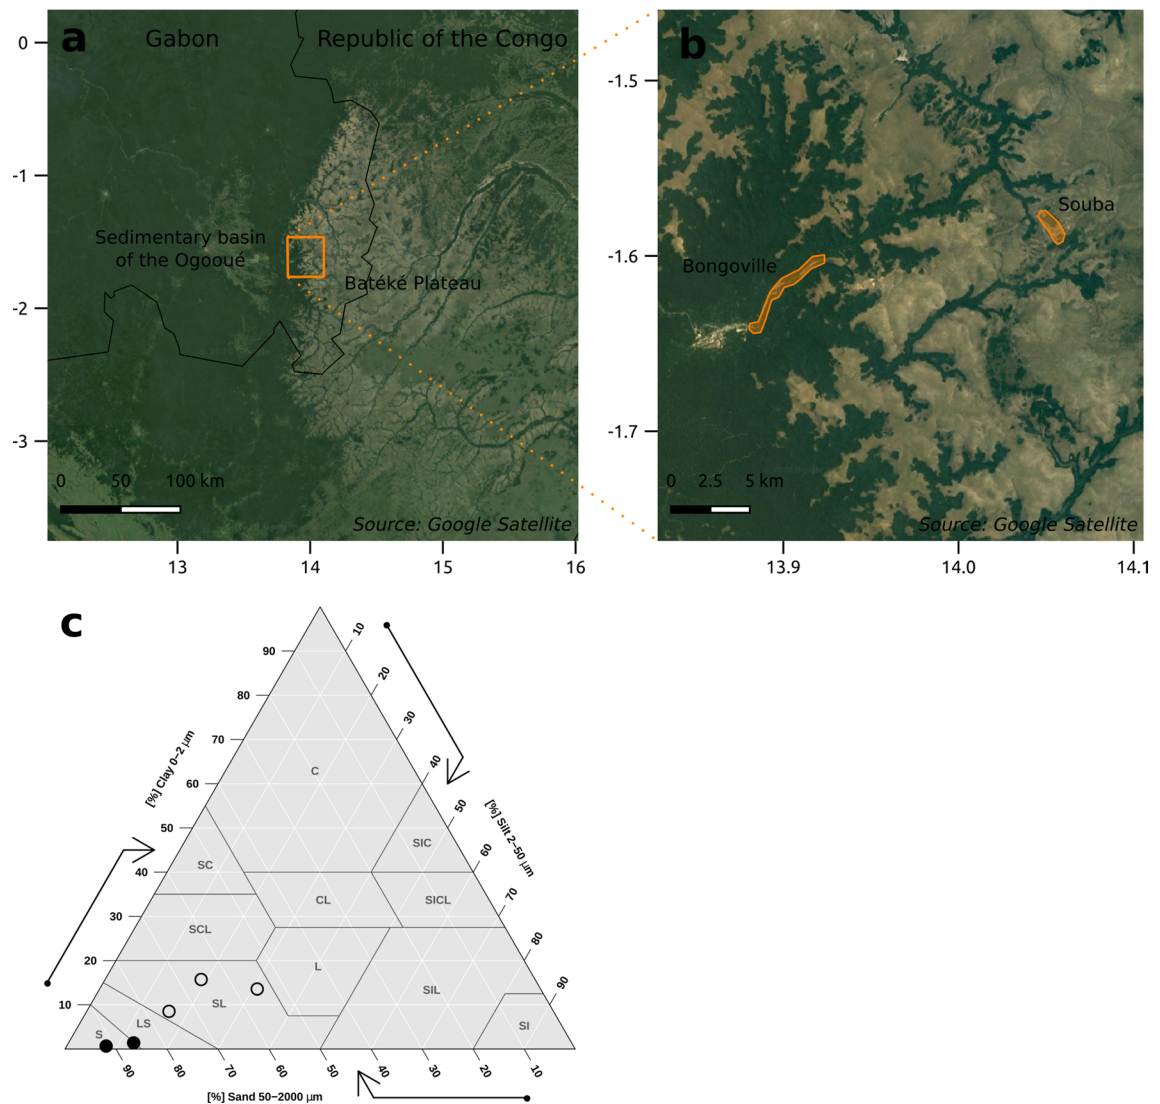 a
Gabon
Republic of the Congo
Sedimentary basin
of the Ogooué
Batéké Plateau
0
-1
-2
-3
0 50 100 km
Source: Google Satellite
13 14 15 16
b
Souba
Bongoville
-1.5
-1.6
-1.7
0 2.5 5 km
Source: Google Satellite
13.9 14.0 14.1
c
90
80
70
60
50
40
30
20
10
[%] Clay 0−2 μm
10
20
30
40
50
60
70
80
90
[%] Silt 2−50 μm
C
SIC
SC
CL
SICL
SCL
L
SL
SIL
LS
S
SI
90 80 70 60 50 40 30 20 10
[%] Sand 50−2000 μm